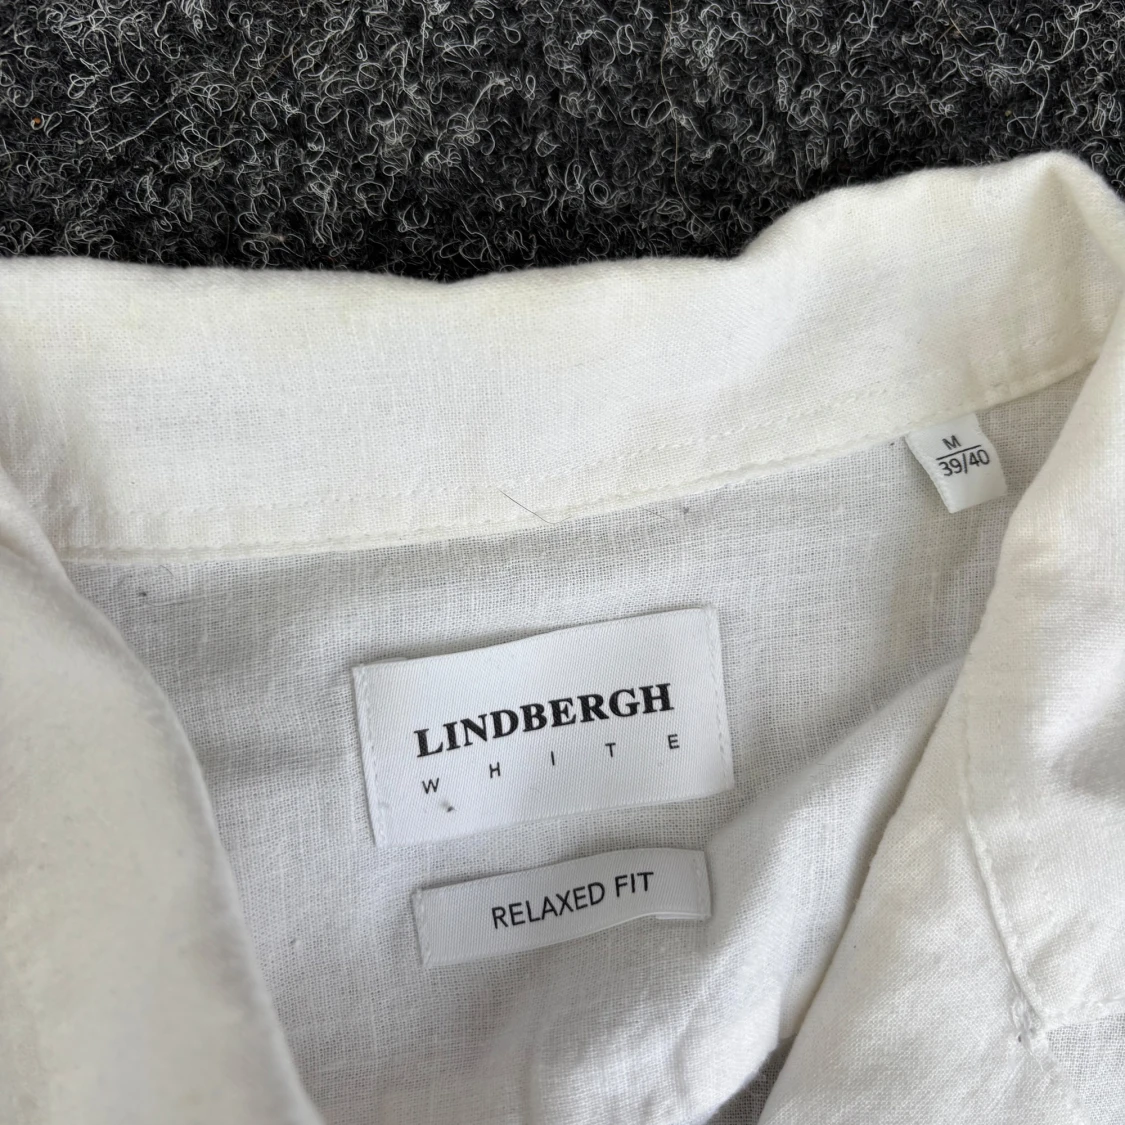 M
39/40
LINDBERGH
WHITE
RELAXED FIT